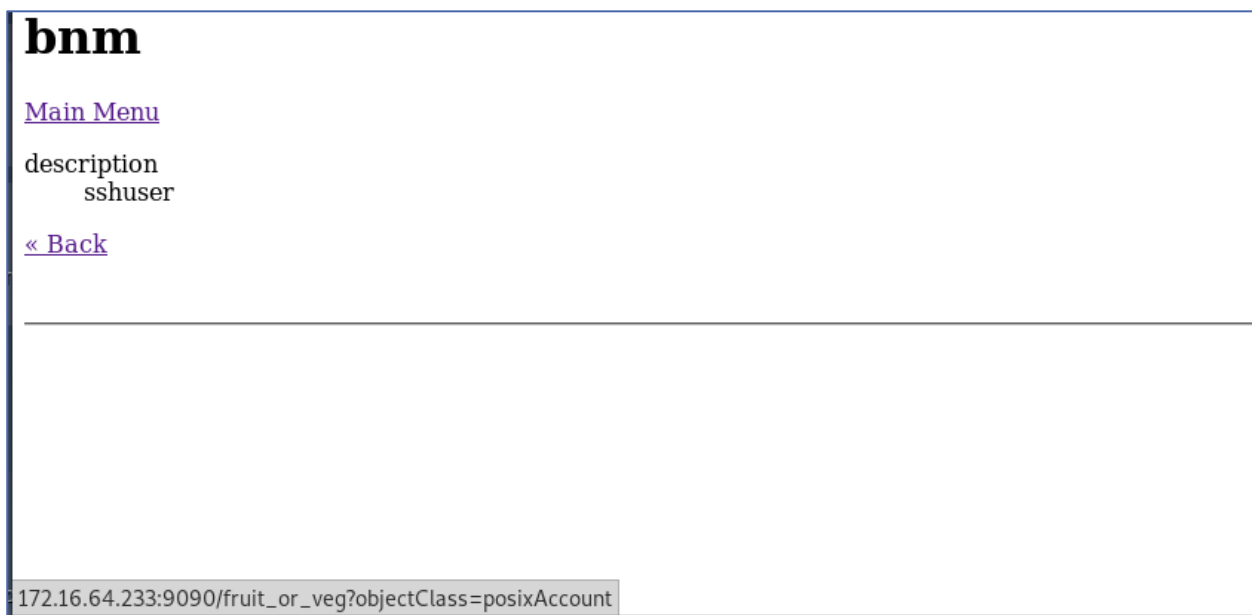 bnm
Main Menu
description
sshuser
« Back
172.16.64.233:9090/fruit_or_veg?objectClass=posixAccount